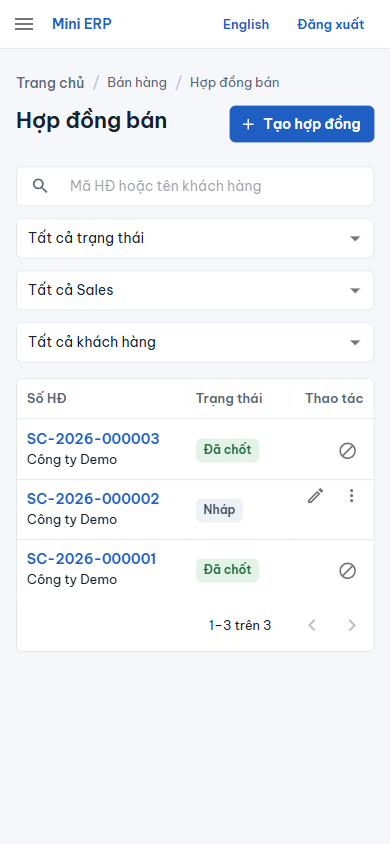 Mini ERP English Đăng xuất
Trang chủ / Bán hàng / Hợp đồng bán
Hợp đồng bán
+ Tạo hợp đồng
Mã HĐ hoặc tên khách hàng
Tất cả trạng thái
Tất cả Sales
Tất cả khách hàng
Số HĐ Trạng thái Thao tác
SC-2026-000003
Công ty Demo
Đã chốt
SC-2026-000002
Công ty Demo
Nháp
SC-2026-000001
Công ty Demo
Đã chốt
1–3 trên 3